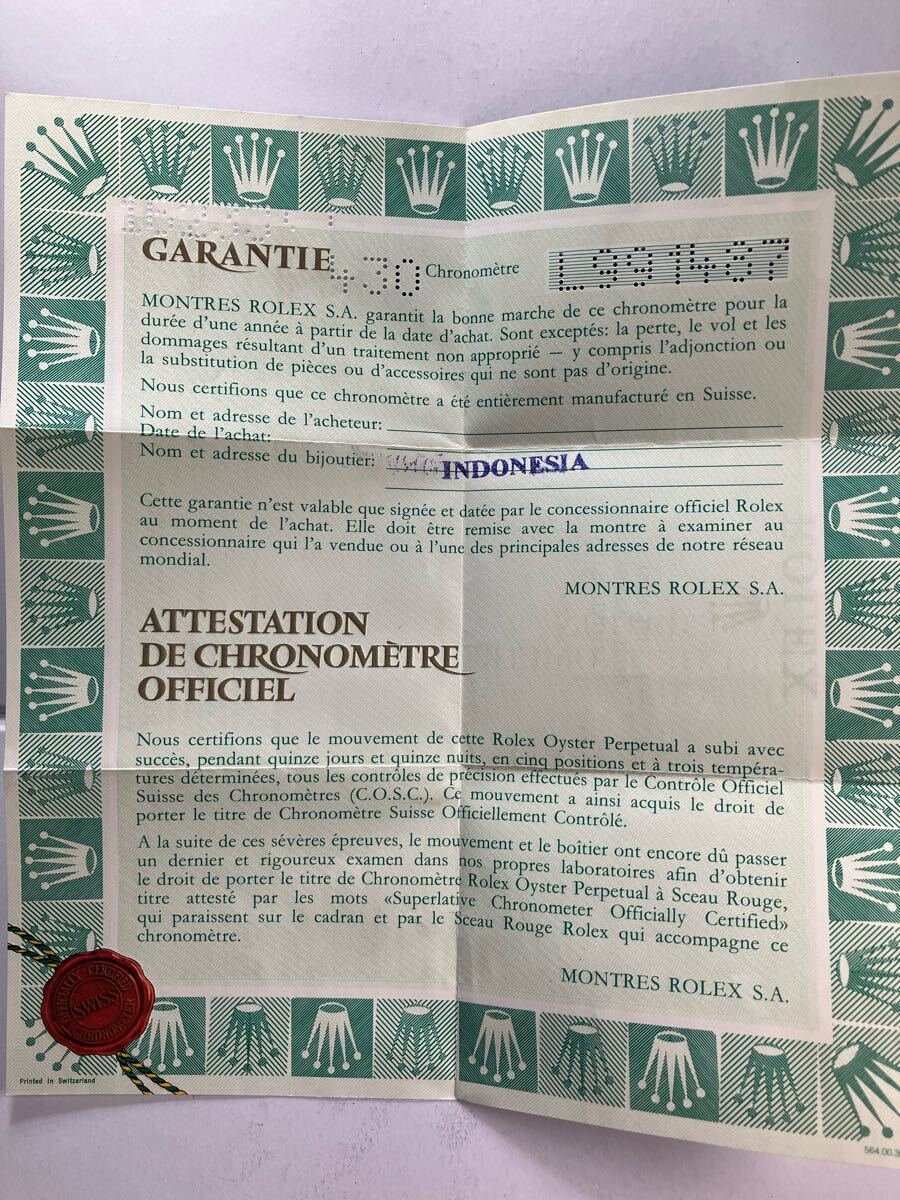 GARANTIE
430
Chronomètre
L991487
MONTRES ROLEX S.A. garantit la bonne marche de ce chronomètre pour la
durée d'une année à partir de la date d'achat. Sont exceptés: la perte, le vol et les
dommages résultant d'un traitement non approprié — y compris l'adjonction ou
la substitution de pièces ou d'accessoires qui ne sont pas d'origine.
Nous certifions que ce chronomètre a été entièrement manufacturé en Suisse.
Nom et adresse de l'acheteur:
Date de l'achat:
Nom et adresse du bijoutier: INDONESIA
Cette garantie n'est valable que signée et datée par le concessionnaire officiel Rolex
au moment de l'achat. Elle doit être remise avec la montre à examiner au
concessionnaire qui l'a vendue ou à l'une des principales adresses de notre réseau
mondial.
MONTRES ROLEX S.A.
ATTESTATION
DE CHRONOMÈTRE
OFFICIEL
Nous certifions que le mouvement de cette Rolex Oyster Perpetual a subi avec
succès, pendant quinze jours et quinze nuits, en cinq positions et à trois tempéra-
tures déterminées, tous les contrôles de précision effectués par le Contrôle Officiel
Suisse des Chronomètres (C.O.S.C.). Ce mouvement a ainsi acquis le droit de
porter le titre de Chronomètre Suisse Officiellement Contrôlé.
A la suite de ces sévères épreuves, le mouvement et le boîtier ont encore dû passer
un dernier et rigoureux examen dans nos propres laboratoires afin d'obtenir
le droit de porter le titre de Chronomètre Rolex Oyster Perpetual à Sceau Rouge,
titre attesté par les mots «Superlative Chronometer Officially Certified»
qui paraissent sur le cadran et par le Sceau Rouge Rolex qui accompagne ce
chronomètre.
MONTRES ROLEX S.A.
OFFICIALLY CERTIFIED
SWISS
CHRONOMETER
Printed in Switzerland
564.00.3